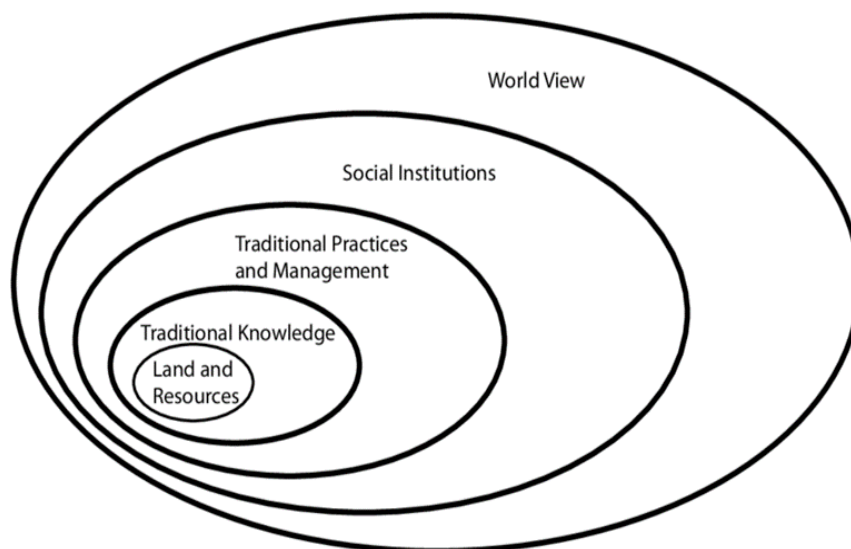 World View
Social Institutions
Traditional Practices
and Management
Traditional Knowledge
Land and
Resources